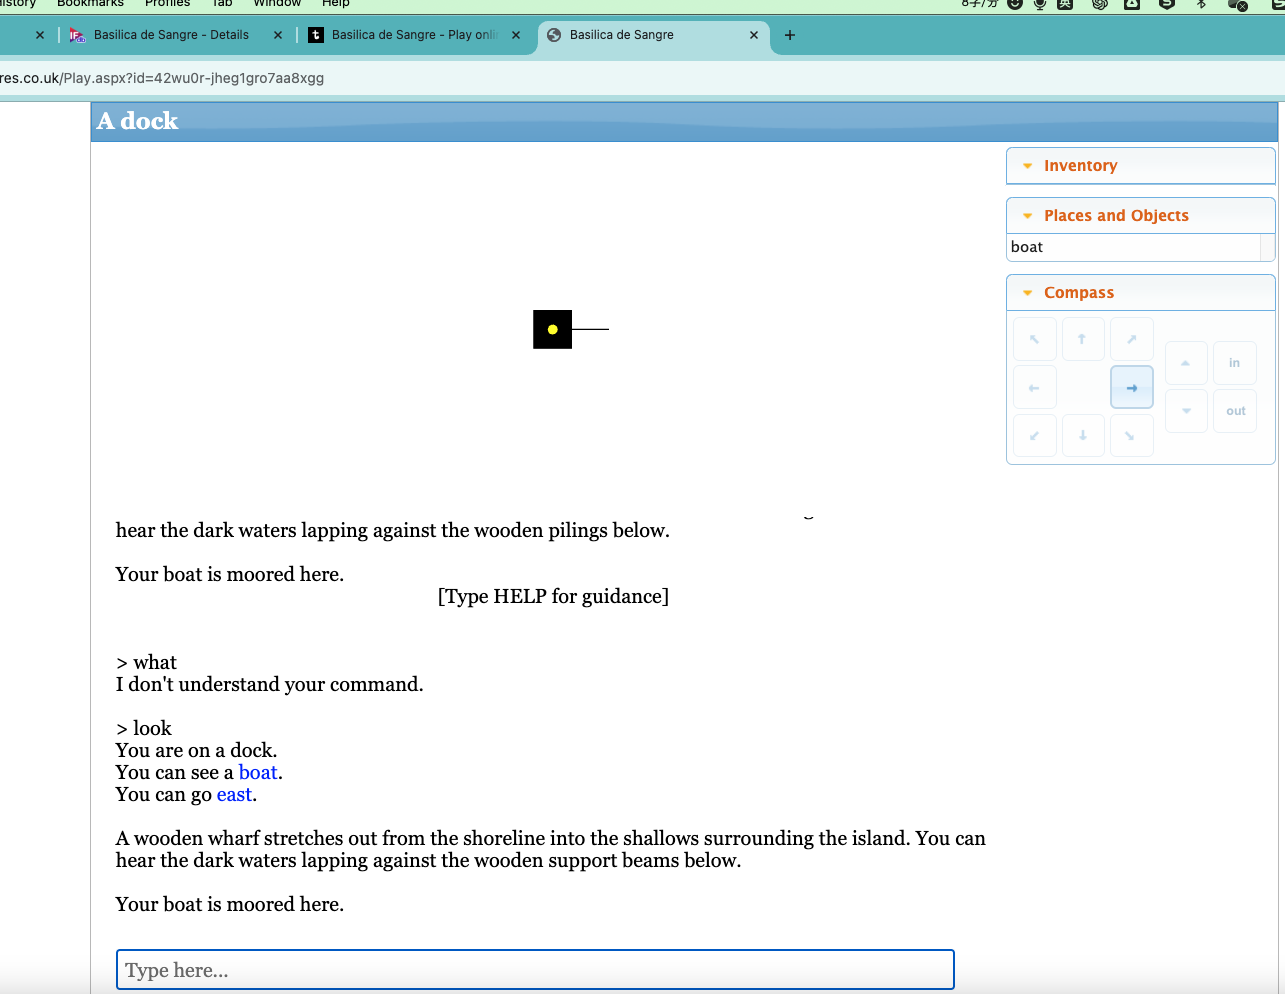 Bookmarks Profiles Tab Window Help
8字/分 英
Basilica de Sangre - Details
Basilica de Sangre - Play onli
Basilica de Sangre
res.co.uk/Play.aspx?id=42wu0r-jheg1gro7aa8xgg
A dock
Inventory
Places and Objects
boat
Compass
in
out
hear the dark waters lapping against the wooden pilings below.
Your boat is moored here.
[Type HELP for guidance]
> what
I don't understand your command.
> look
You are on a dock.
You can see a boat.
You can go east.
A wooden wharf stretches out from the shoreline into the shallows surrounding the island. You can
hear the dark waters lapping against the wooden support beams below.
Your boat is moored here.
Type here...